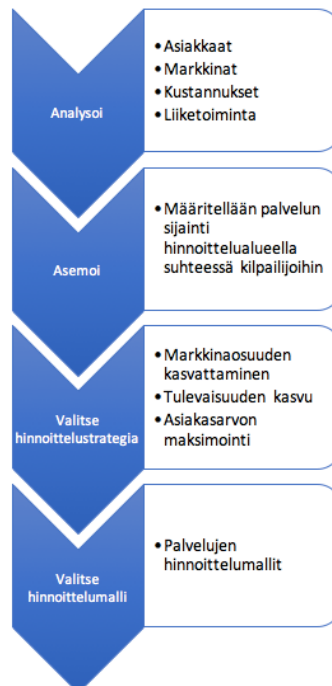 Analysoi
• Asiakkaat
• Markkinat
• Kustannukset
• Liiketoiminta
Asemoi
• Määritellään palvelun
sijainti
hinnoittelualueella
suhteessä kilpailijoihin
Valitse
hinnoittelustrategia
• Markkinaosuuden
kasvattaminen
• Tulevaisuuden kasvu
• Asiakasarvon
maksimointi
Valitse
hinnoittelumalli
• Palvelujen
hinnoittelumallit